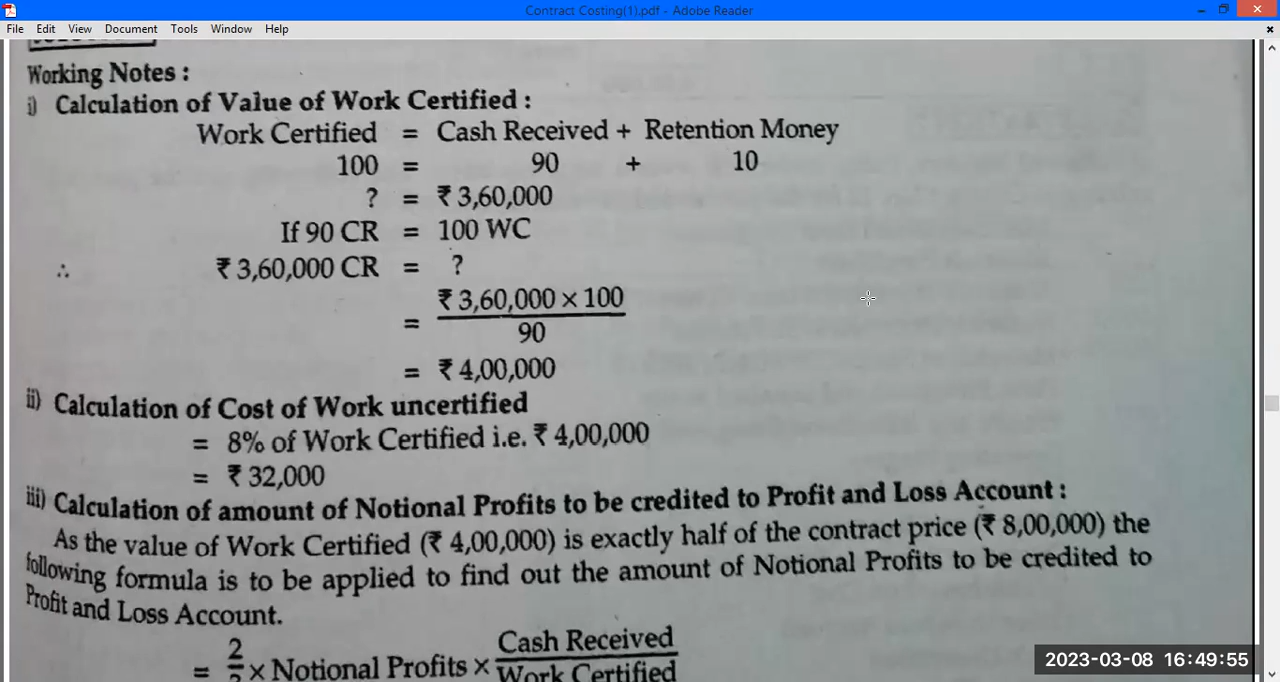 Contract Costing(1).pdf - Adobe Reader
File Edit View Document Tools Window Help
Working Notes :
i) Calculation of Value of Work Certified :
Work Certified = Cash Received + Retention Money
100 = 90 + 10
? = ₹ 3,60,000
If 90 CR = 100 WC
∴ ₹ 3,60,000 CR = ?
= ₹ 3,60,000 × 100
90
= ₹ 4,00,000
ii) Calculation of Cost of Work uncertified
= 8% of Work Certified i.e. ₹ 4,00,000
= ₹ 32,000
iii) Calculation of amount of Notional Profits to be credited to Profit and Loss Account :
As the value of Work Certified (₹ 4,00,000) is exactly half of the contract price (₹ 8,00,000) the
following formula is to be applied to find out the amount of Notional Profits to be credited to
Profit and Loss Account.
= 2 × Notional Profits × Cash Received
Work Certified
2023-03-08 16:49:55